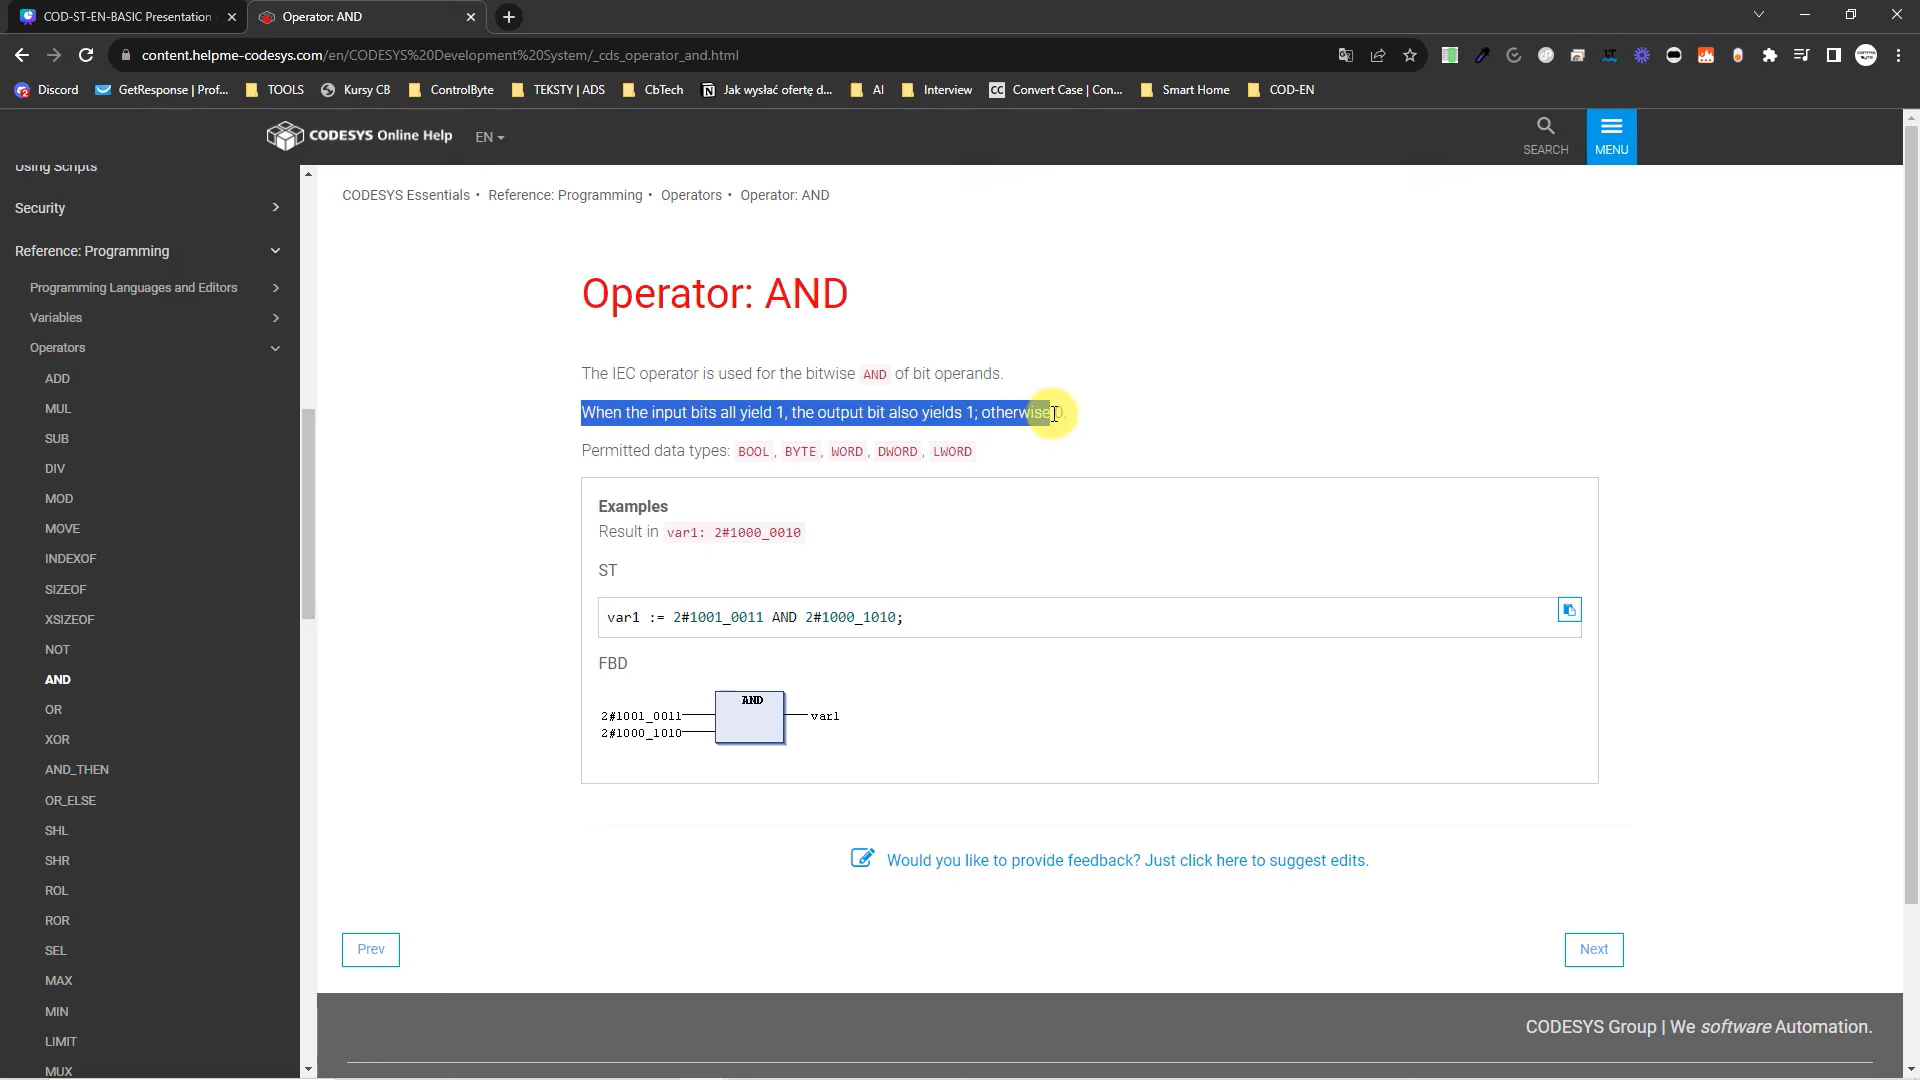 COD-ST-EN-BASIC Presentation
Operator: AND
content.helpme-codesys.com/en/CODESYS%20Development%20System/_cds_operator_and.html
Discord
GetResponse | Prof...
TOOLS
Kursy CB
ControlByte
TEKSTY | ADS
CbTech
Jak wysłać ofertę d...
AI
Interview
CC Convert Case | Con...
Smart Home
COD-EN
CODESYS Online Help
EN
SEARCH
MENU
Using Scripts
Security
Reference: Programming
Programming Languages and Editors
Variables
Operators
ADD
MUL
SUB
DIV
MOD
MOVE
INDEXOF
SIZEOF
XSIZEOF
NOT
AND
OR
XOR
AND_THEN
OR_ELSE
SHL
SHR
ROL
ROR
SEL
MAX
MIN
LIMIT
MUX
CODESYS Essentials • Reference: Programming • Operators • Operator: AND
Operator: AND
The IEC operator is used for the bitwise AND of bit operands.
When the input bits all yield 1, the output bit also yields 1; otherwise 0.
Permitted data types: BOOL, BYTE, WORD, DWORD, LWORD
Examples
Result in var1: 2#1000_0010
ST
var1 := 2#1001_0011 AND 2#1000_1010;
FBD
AND
2#1001_0011
var1
2#1000_1010
Would you like to provide feedback? Just click here to suggest edits.
Prev
Next
CODESYS Group | We software Automation.